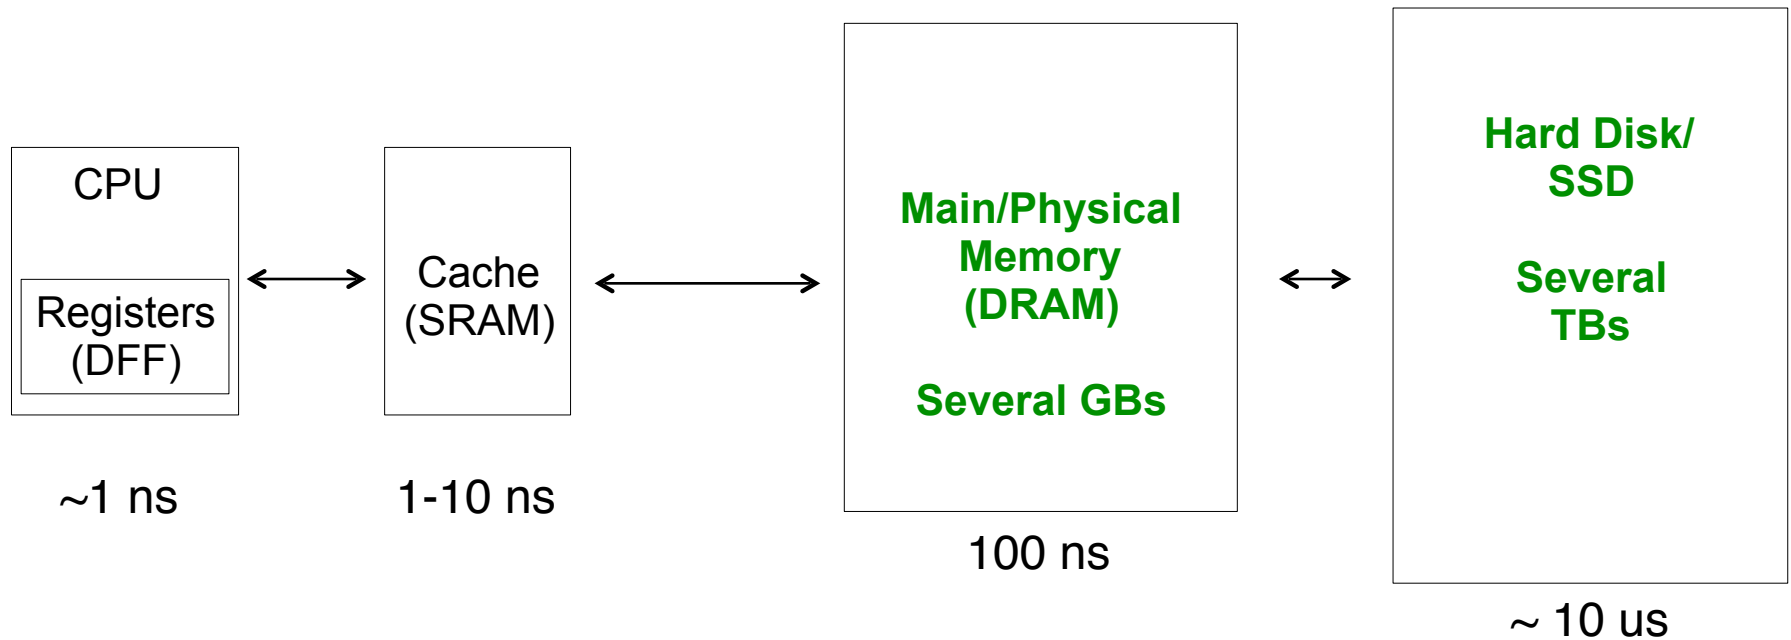 CPU
Registers
(DFF)
~1 ns
Cache
(SRAM)
1-10 ns
Main/Physical
Memory
(DRAM)
Several GBs
100 ns
Hard Disk/
SSD
Several
TBs
~ 10 us